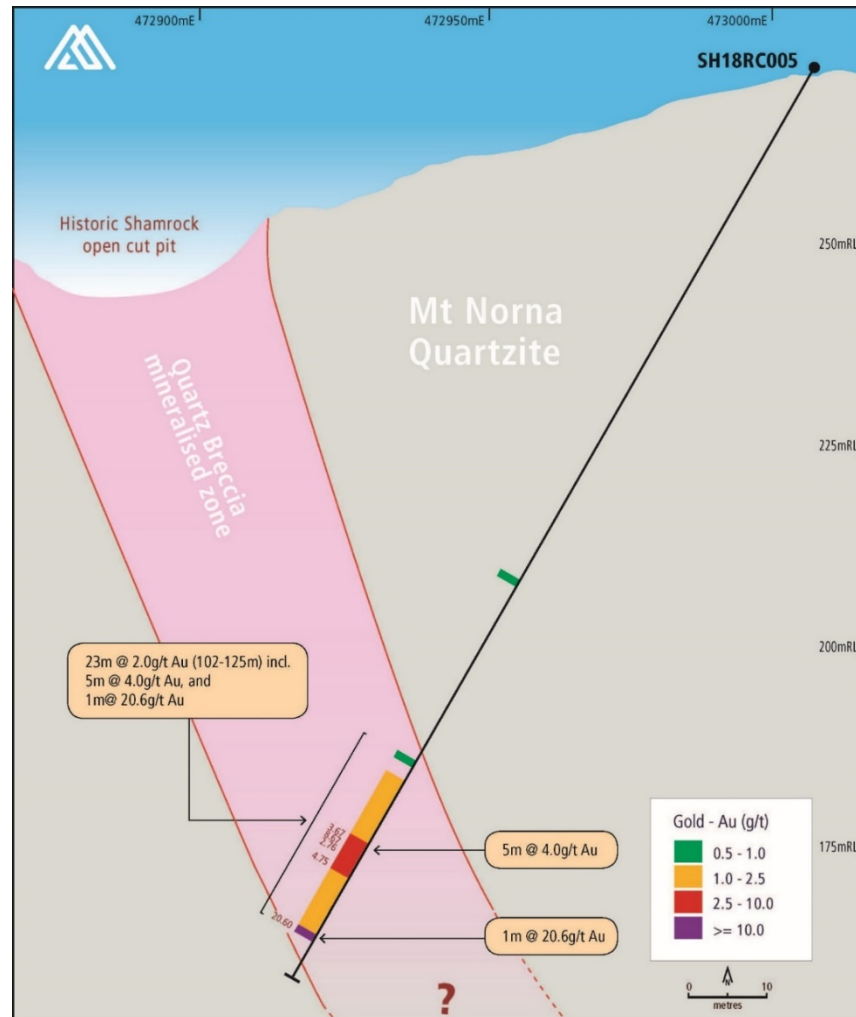 472900mE
472950mE
473000mE
SH18RC005
Historic Shamrock
open cut pit
250mRL
Mt Norna
Quartzite
Quartz Breccia
mineralised zone
225mRL
200mRL
23m @ 2.0g/t Au (102-125m) incl.
5m @ 4.0g/t Au, and
1m@ 20.6g/t Au
4.75
20.60
5m @ 4.0g/t Au
1m @ 20.6g/t Au
175mRL
Gold - Au (g/t)
0.5 - 1.0
1.0 - 2.5
2.5 - 10.0
>= 10.0
N
0 10
metres
?